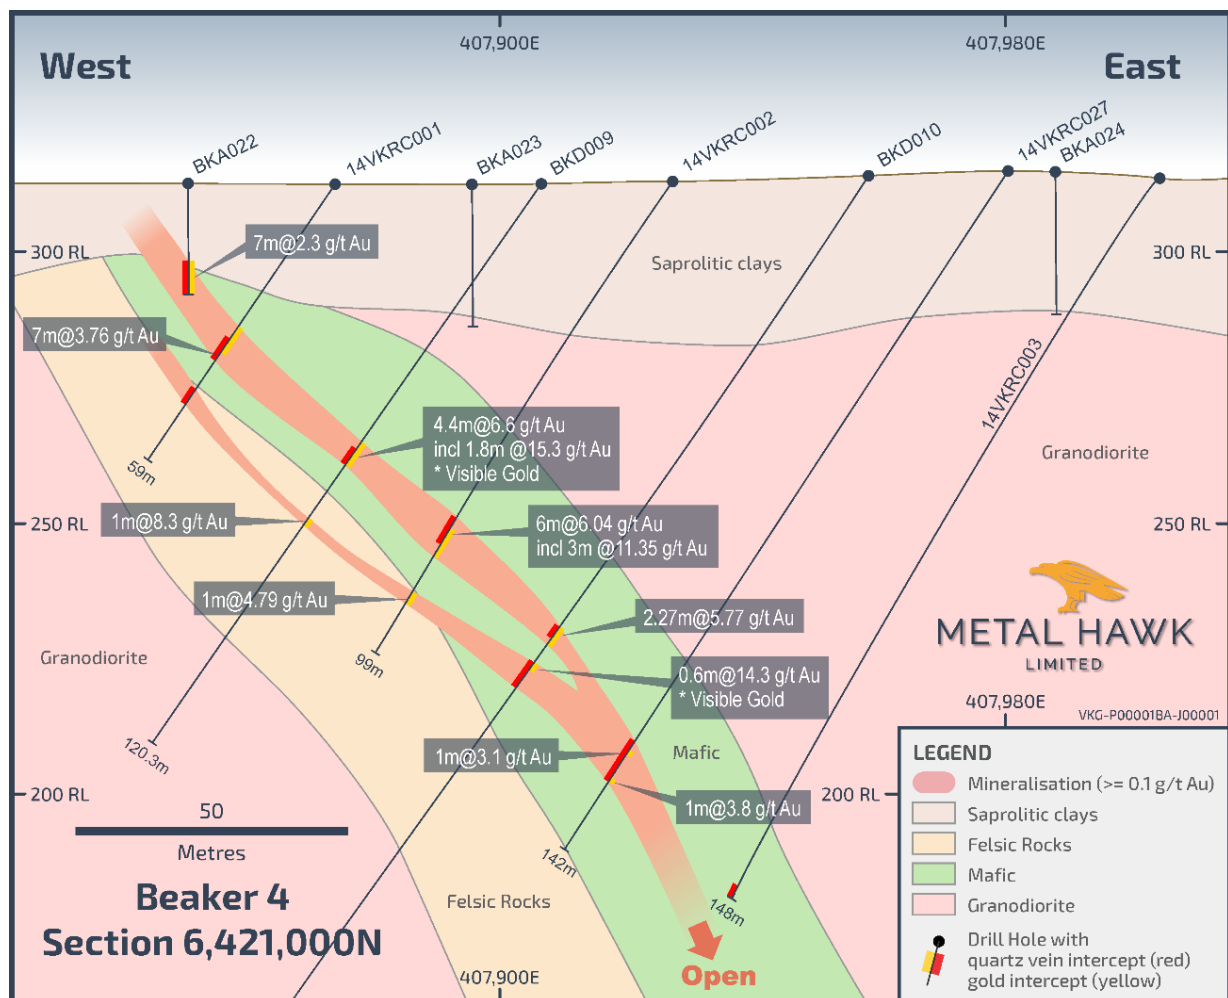 407,900E
407,980E
West
East
BKA022
14VKRC001
BKA023
BKD009
14VKRC002
BKD010
14VKRC027
BKA024
300 RL
7m@2.3 g/t Au
Saprolitic clays
300 RL
7m@3.76 g/t Au
14VKRC003
4.4m@6.6 g/t Au
incl 1.8m @15.3 g/t Au
* Visible Gold
Granodiorite
59m
1m@8.3 g/t Au
250 RL
6m@6.04 g/t Au
incl 3m @11.35 g/t Au
250 RL
1m@4.79 g/t Au
2.27m@5.77 g/t Au
METAL HAWK
LIMITED
Granodiorite
99m
0.6m@14.3 g/t Au
* Visible Gold
407,980E
VKG-P00001BA-J00001
120.3m
1m@3.1 g/t Au
Mafic
200 RL
1m@3.8 g/t Au
200 RL
50
Metres
142m
148m
Beaker 4
Section 6,421,000N
Felsic Rocks
407,900E
Open
LEGEND
Mineralisation (>= 0.1 g/t Au)
Saprolitic clays
Felsic Rocks
Mafic
Granodiorite
Drill Hole with
quartz vein intercept (red)
gold intercept (yellow)